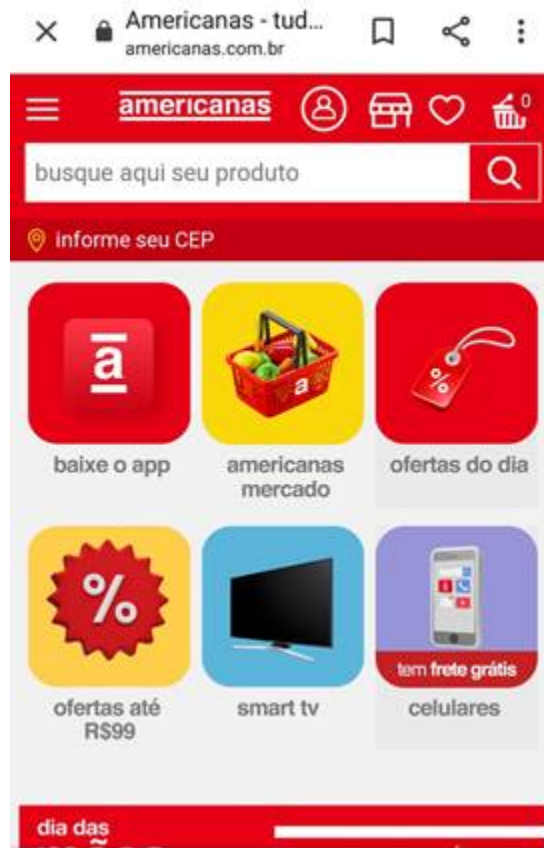 Americanas - tud...
americanas.com.br
americanas
0
busque aqui seu produto
informe seu CEP
a
a
%
baixe o app
americanas
mercado
ofertas do dia
%
tem frete grátis
ofertas até
R$99
smart tv
celulares
dia das